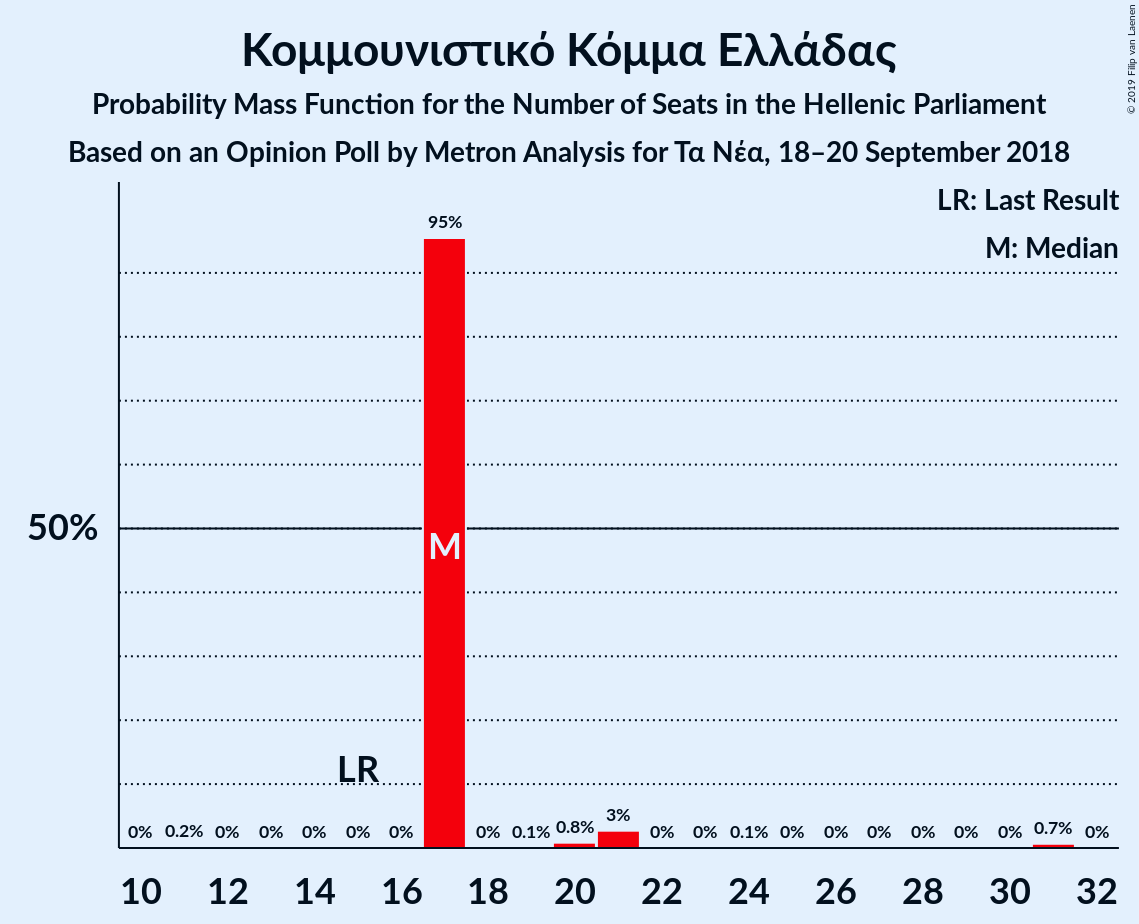 Κομμουνιστικό Κόμμα Ελλάδας
Probability Mass Function for the Number of Seats in the Hellenic Parliament
Based on an Opinion Poll by Metron Analysis for Τα Νέα, 18–20 September 2018
© 2019 Filip van Laenen
LR: Last Result
M: Median
95%
50%
M
LR
0% 0.2% 0% 0% 0% 0% 0% 0% 0.1% 0.8% 3% 0% 0% 0.1% 0% 0% 0% 0% 0% 0% 0.7% 0%
10 12 14 16 18 20 22 24 26 28 30 32